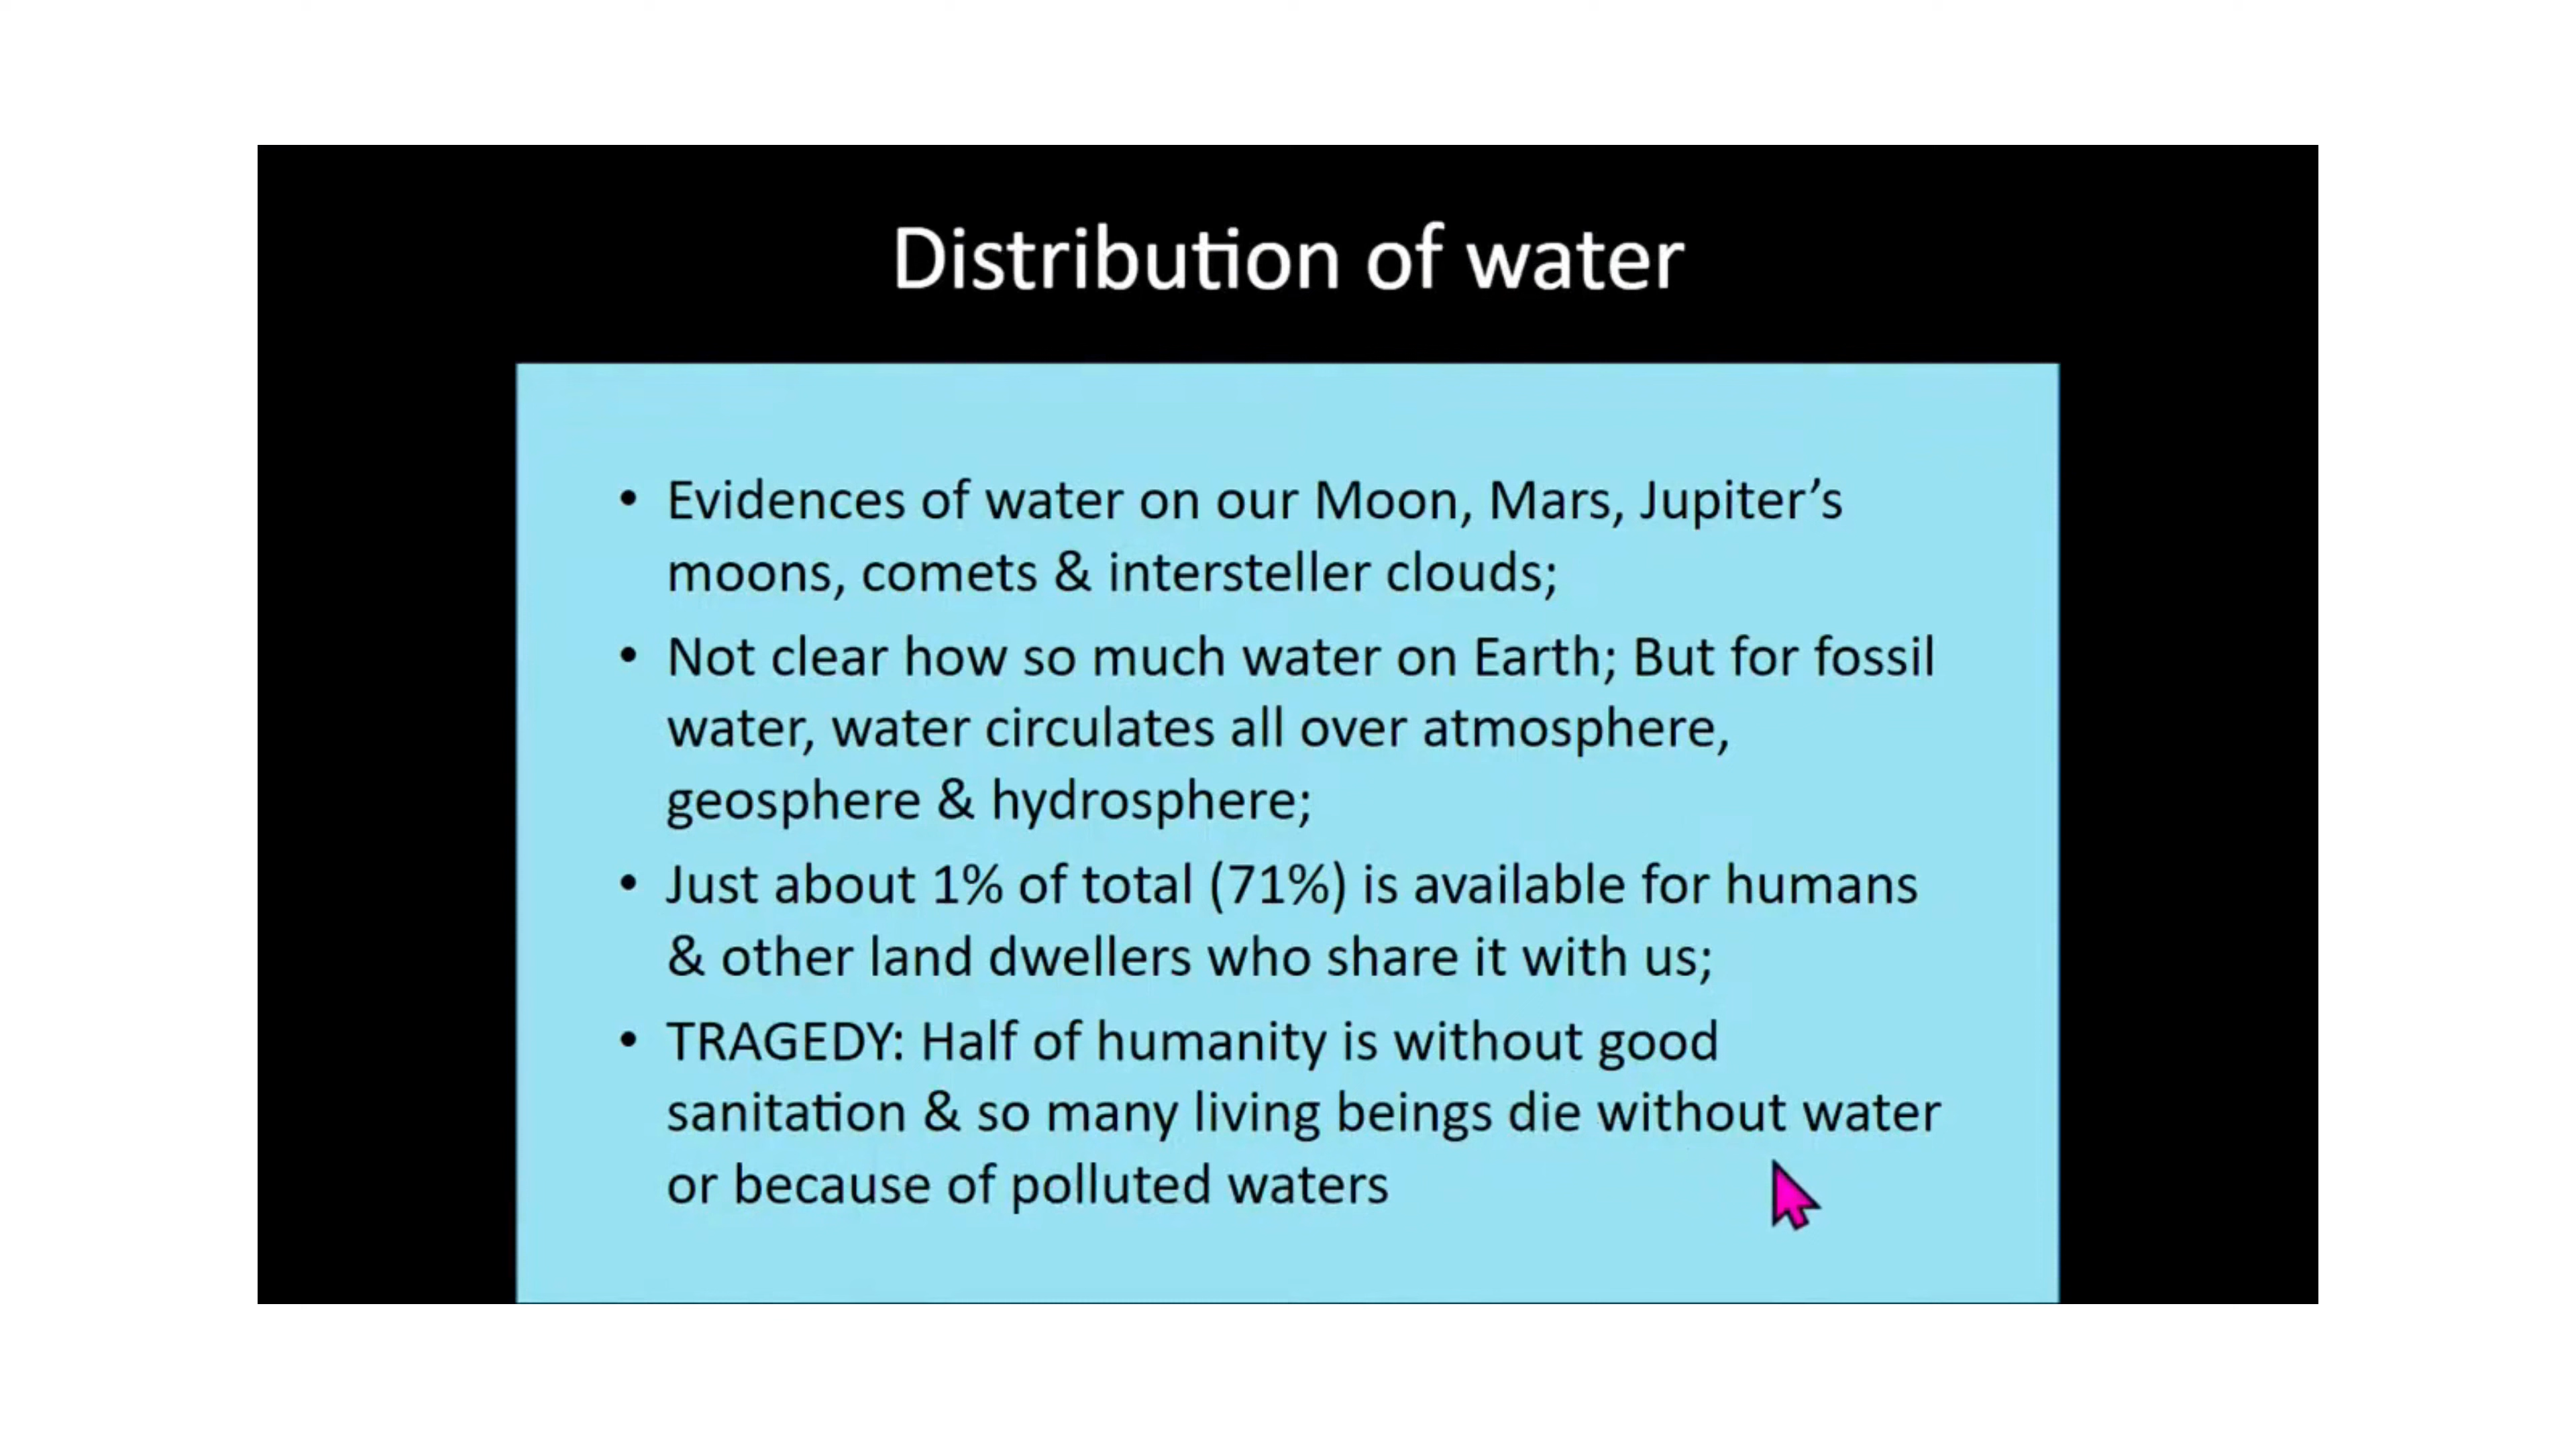 Distribution of water
• Evidences of water on our Moon, Mars, Jupiter’s
moons, comets & intersteller clouds;
• Not clear how so much water on Earth; But for fossil
water, water circulates all over atmosphere,
geosphere & hydrosphere;
• Just about 1% of total (71%) is available for humans
& other land dwellers who share it with us;
• TRAGEDY: Half of humanity is without good
sanitation & so many living beings die without water
or because of polluted waters